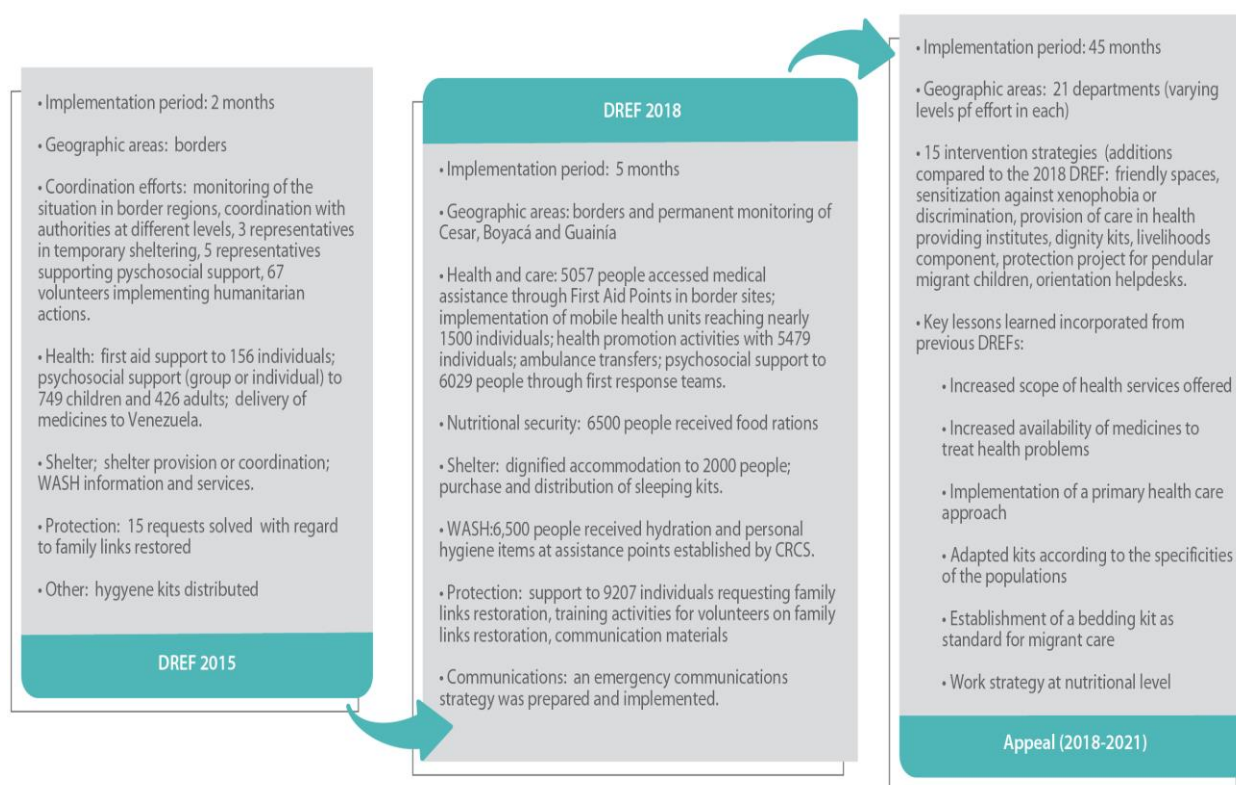 • Implementation period: 2 months
• Geographic areas: borders
• Coordination efforts: monitoring of the
situation in border regions, coordination with
authorities at different levels, 3 representatives
in temporary sheltering, 5 representatives
supporting pyschosocial support, 67
volunteers implementing humanitarian
actions.
• Health: first aid support to 156 individuals;
psychosocial support (group or individual) to
749 children and 426 adults; delivery of
medicines to Venezuela.
• Shelter; shelter provision or coordination;
WASH information and services.
• Protection: 15 requests solved with regard
to family links restored
• Other: hygyene kits distributed
DREF 2015
DREF 2018
• Implementation period: 5 months
• Geographic areas: borders and permanent monitoring of
Cesar, Boyacá and Guainía
• Health and care: 5057 people accessed medical
assistance through First Aid Points in border sites;
implementation of mobile health units reaching nearly
1500 individuals; health promotion activities with 5479
individuals; ambulance transfers; psychosocial support to
6029 people through first response teams.
• Nutritional security: 6500 people received food rations
• Shelter: dignified accommodation to 2000 people;
purchase and distribution of sleeping kits.
• WASH:6,500 people received hydration and personal
hygiene items at assistance points established by CRCS.
• Protection: support to 9207 individuals requesting family
links restoration, training activities for volunteers on family
links restoration, communication materials
• Communications: an emergency communications
strategy was prepared and implemented.
• Implementation period: 45 months
• Geographic areas: 21 departments (varying
levels pf effort in each)
• 15 intervention strategies (additions
compared to the 2018 DREF: friendly spaces,
sensitization against xenophobia or
discrimination, provision of care in health
providing institutes, dignity kits, livelihoods
component, protection project for pendular
migrant children, orientation helpdesks.
• Key lessons learned incorporated from
previous DREFs:
• Increased scope of health services offered
• Increased availability of medicines to
treat health problems
• Implementation of a primary health care
approach
• Adapted kits according to the specificities
of the populations
• Establishment of a bedding kit as
standard for migrant care
• Work strategy at nutritional level
Appeal (2018-2021)